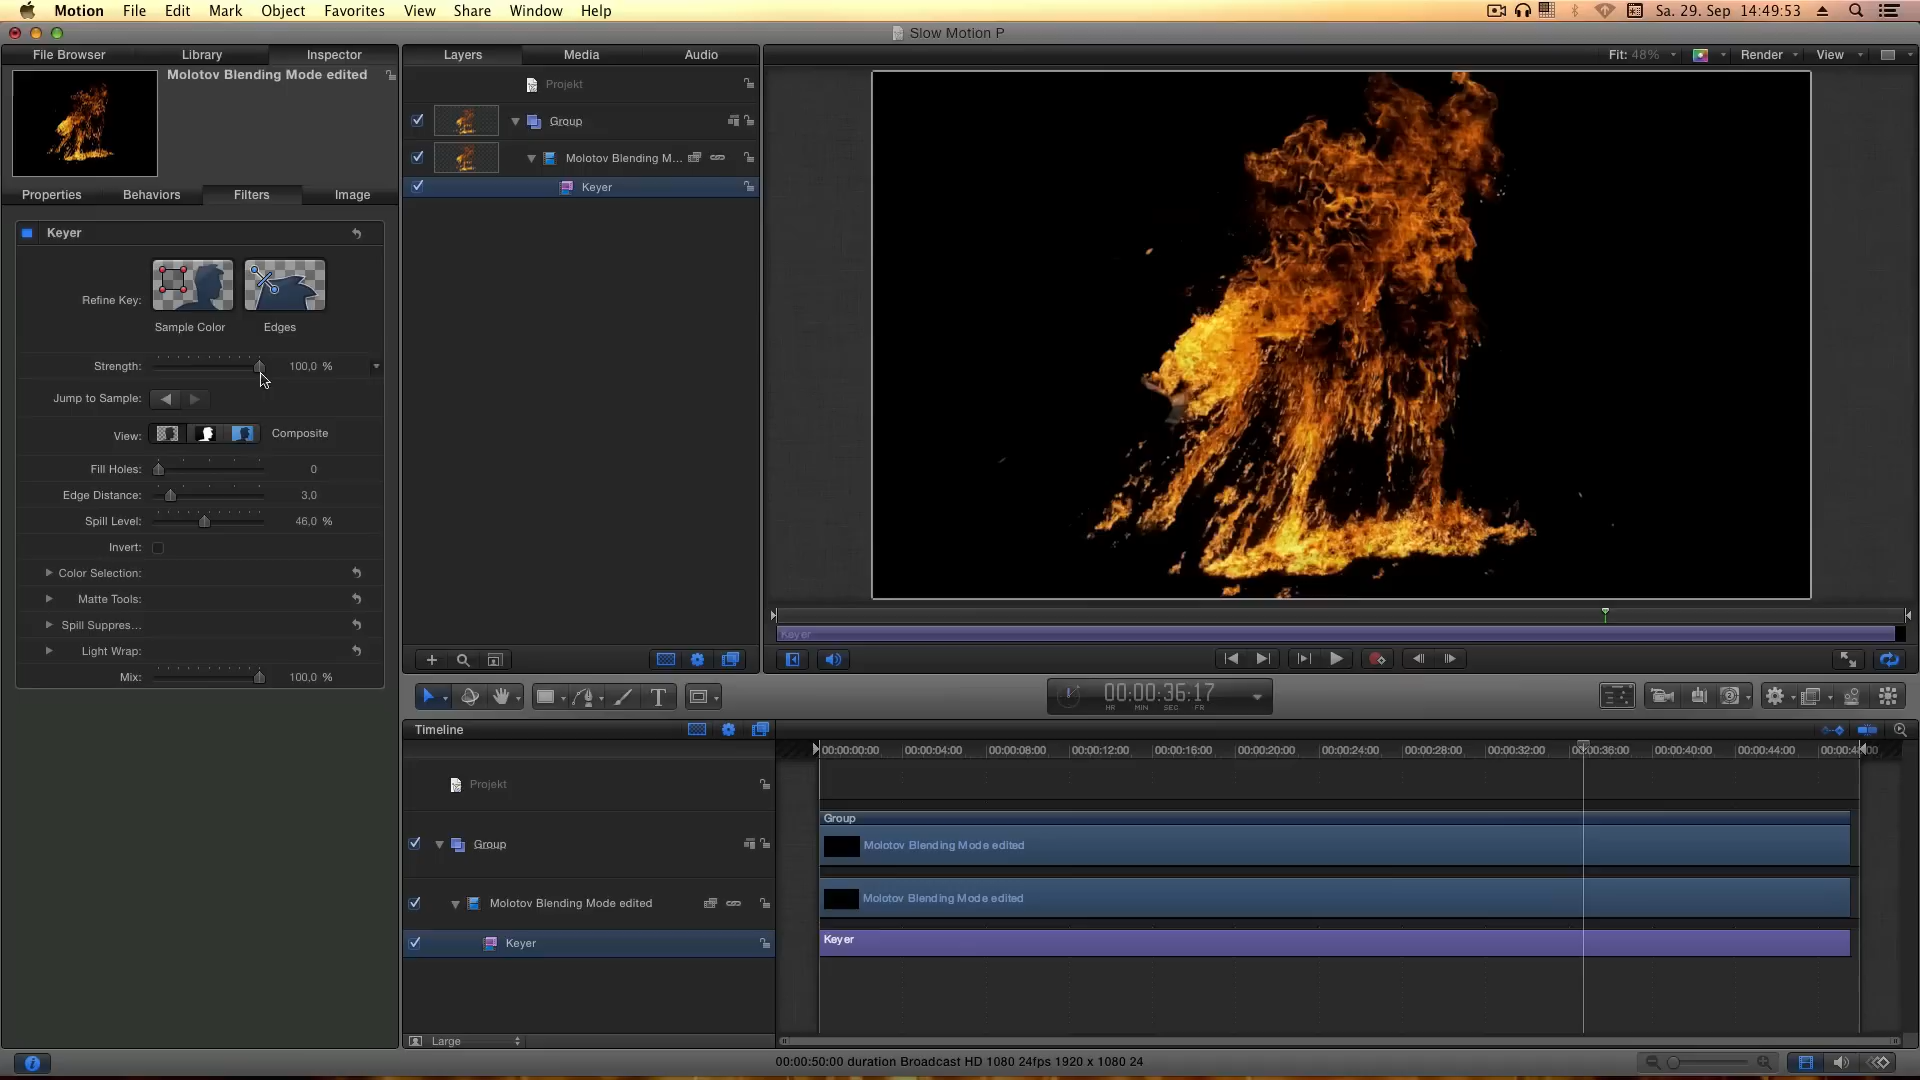 Motion File Edit Mark Object Favorites View Share Window Help
Sa. 29. Sep 14:49:53
Slow Motion P
File Browser Library Inspector
Layers Media Audio
Fit: 48% Render View
Molotov Blending Mode edited
Projekt
Group
Molotov Blending M...
Keyer
Properties Behaviors Filters Image
Keyer
Refine Key:
Sample Color Edges
Strength: 100,0 %
Jump to Sample:
View: Composite
Fill Holes: 0
Edge Distance: 3,0
Spill Level: 46,0 %
Invert:
Color Selection:
Matte Tools:
Spill Suppres...
Light Wrap:
Mix: 100,0 %
Keyer
00:00:36:17
HR MIN SEC FR
Timeline
00:00:00:00 00:00:04:00 00:00:08:00 00:00:12:00 00:00:16:00 00:00:20:00 00:00:24:00 00:00:28:00 00:00:32:00 00:00:36:00 00:00:40:00 00:00:44:00
Projekt
Group
Group
Molotov Blending Mode edited
Molotov Blending Mode edited
Molotov Blending Mode edited
Keyer
Keyer
Large
00:00:50:00 duration Broadcast HD 1080 24fps 1920 x 1080 24